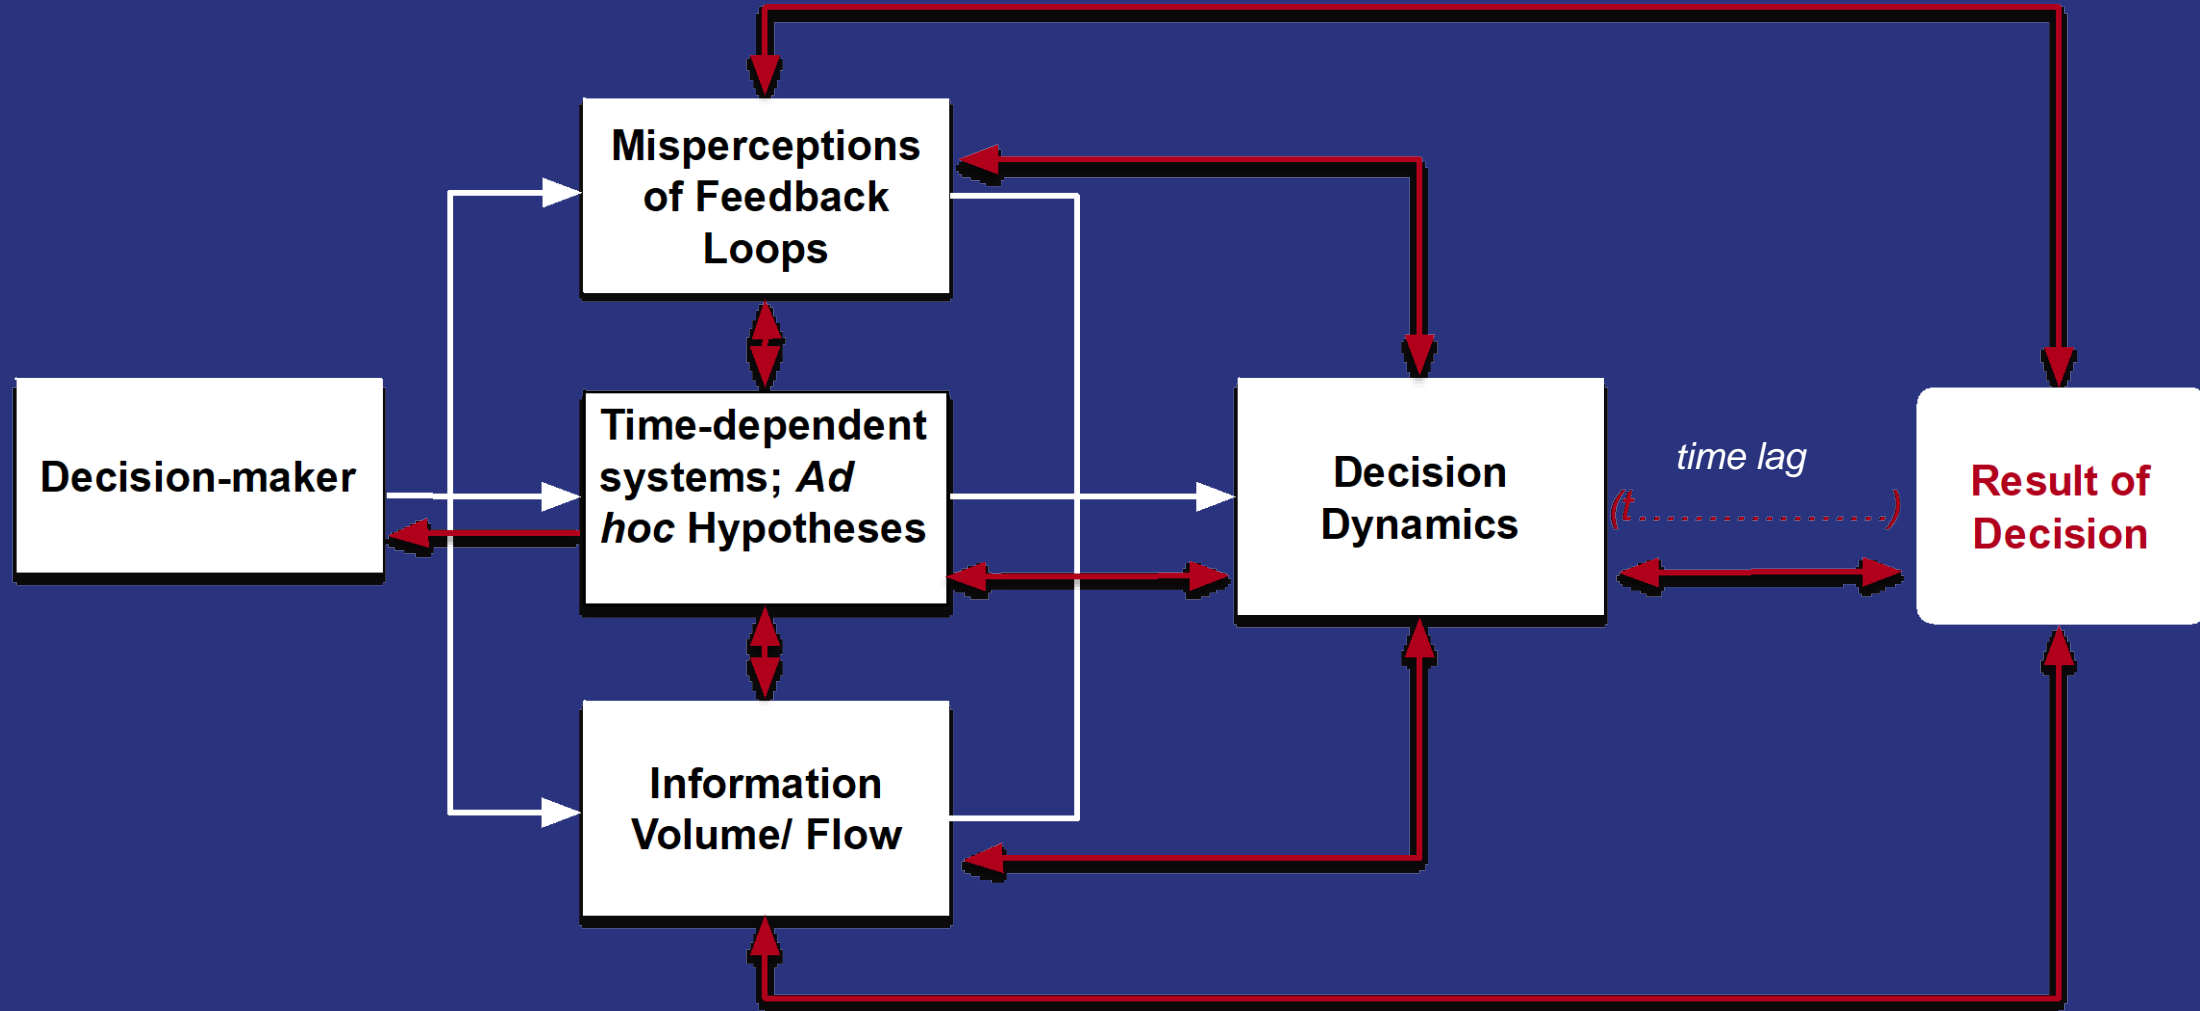 Misperceptions
of Feedback
Loops
Decision-maker
Time-dependent
systems; Ad
hoc Hypotheses
Decision
Dynamics
time lag
(t..................)
Result of
Decision
Information
Volume/ Flow